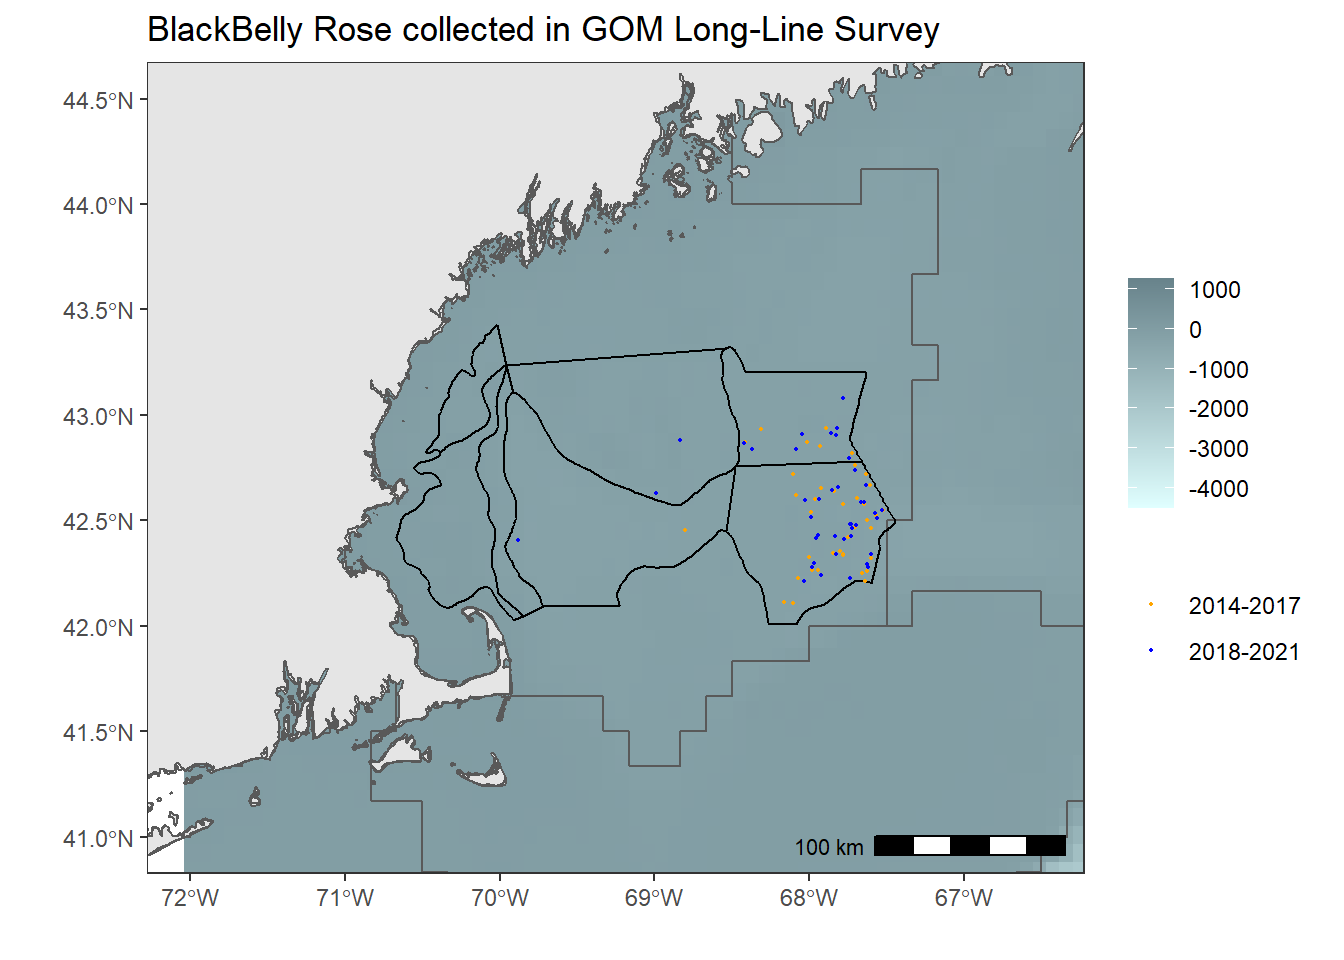 BlackBelly Rose collected in GOM Long-Line Survey
44.5°N
44.0°N
43.5°N
43.0°N
42.5°N
42.0°N
41.5°N
41.0°N
72°W
71°W
70°W
69°W
68°W
67°W
100 km
1000
0
-1000
-2000
-3000
-4000
2014-2017
2018-2021